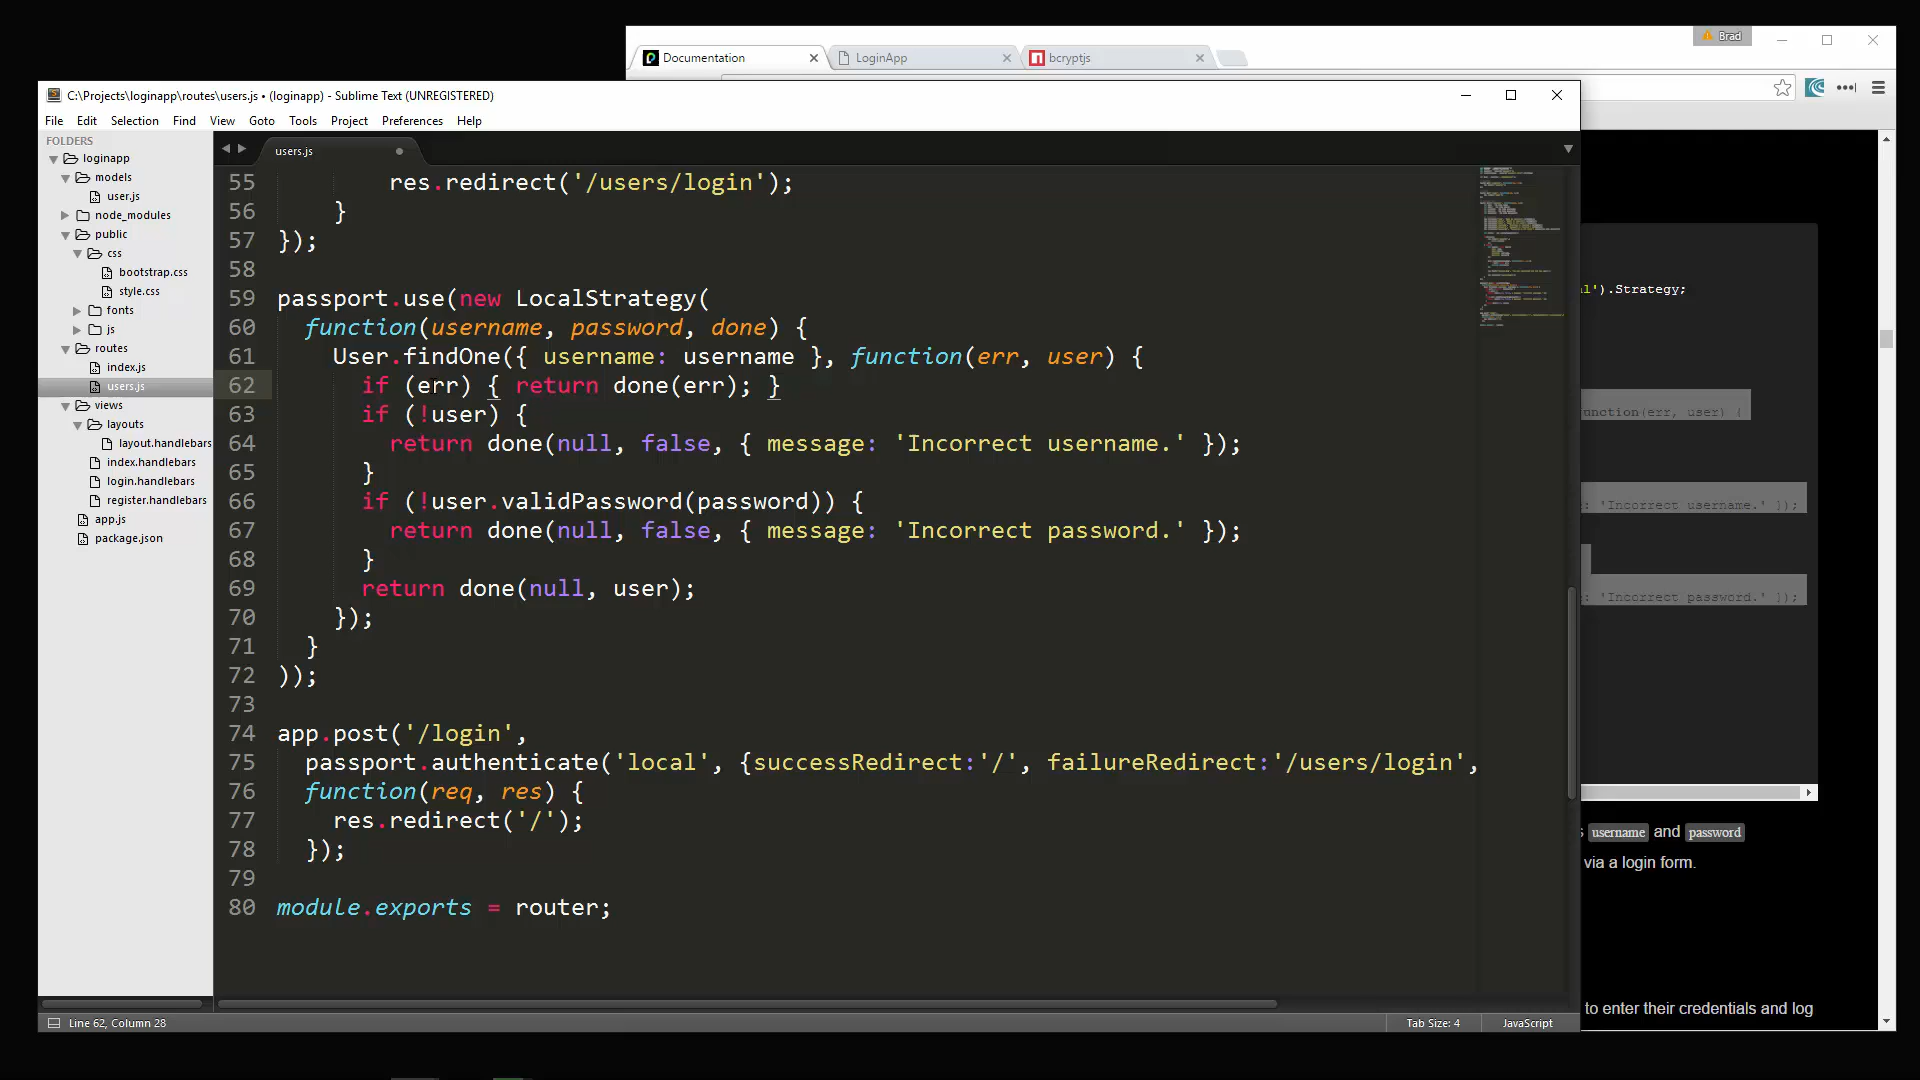 Brad
Documentation
LoginApp
bcryptjs
C:\Projects\loginapp\routes\users.js • (loginapp) - Sublime Text (UNREGISTERED)
File Edit Selection Find View Goto Tools Project Preferences Help
FOLDERS
loginapp
models
user.js
node_modules
public
css
bootstrap.css
style.css
fonts
js
routes
index.js
users.js
views
layouts
layout.handlebars
index.handlebars
login.handlebars
register.handlebars
app.js
package.json
users.js
55 res.redirect('/users/login');
56 }
57 });
58
59 passport.use(new LocalStrategy(
60 function(username, password, done) {
61 User.findOne({ username: username }, function(err, user) {
62 if (err) { return done(err); }
63 if (!user) {
64 return done(null, false, { message: 'Incorrect username.' });
65 }
66 if (!user.validPassword(password)) {
67 return done(null, false, { message: 'Incorrect password.' });
68 }
69 return done(null, user);
70 });
71 }
72 ));
73
74 app.post('/login',
75 passport.authenticate('local', {successRedirect:'/', failureRedirect:'/users/login',
76 function(req, res) {
77 res.redirect('/');
78 });
79
80 module.exports = router;
l').Strategy;
unction(err, user) {
: 'Incorrect username.' });
: 'Incorrect password.' });
username and password
via a login form.
to enter their credentials and log
Line 62, Column 28
Tab Size: 4
JavaScript